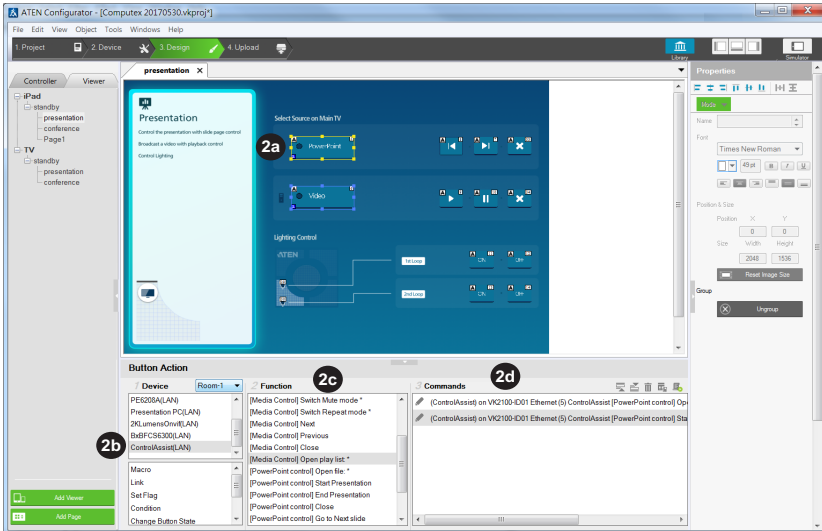 ATEN Configurator - [Computex 20170530.vkproj*]
File Edit View Object Tools Windows Help
1. Project 2. Device 3. Design 4. Upload Library Simulator
Controller Viewer
iPad
standby
presentation
conference
Page1
TV
standby
presentation
conference
Add Viewer
Add Page
presentation X
Presentation
Control the presentation with slide page control
Broadcast a video with playback control
Control Lighting
Select Source on Main TV
2a
PowerPoint
Video
Lighting Control
ATEN
1st Loop ON OFF
2nd Loop ON OFF
Button Action
1 Device Room-1
PE6208A(LAN)
Presentation PC(LAN)
2KLumensOnvif(LAN)
BxBFCS6300(LAN)
2b
ControlAssist(LAN)
Macro
Link
Set Flag
Condition
Change Button State
2 Function
2c
[Media Control] Switch Mute mode *
[Media Control] Switch Repeat mode *
[Media Control] Next
[Media Control] Previous
[Media Control] Close
[Media Control] Open play list: *
[PowerPoint control] Open file: *
[PowerPoint control] Start Presentation
[PowerPoint control] End Presentation
[PowerPoint control] Close
[PowerPoint control] Go to Next slide
2d
3 Commands
(ControlAssist) on VK2100-ID01 Ethernet (5) ControlAssist [PowerPoint control] Ope
(ControlAssist) on VK2100-ID01 Ethernet (5) ControlAssist [PowerPoint control] Sta
Properties
Mode
Name
Font
Times New Roman
49 pt B I U
Position & Size
Position X Y
0 0
Size Width Height
2048 1536
Reset Image Size
Group
Ungroup